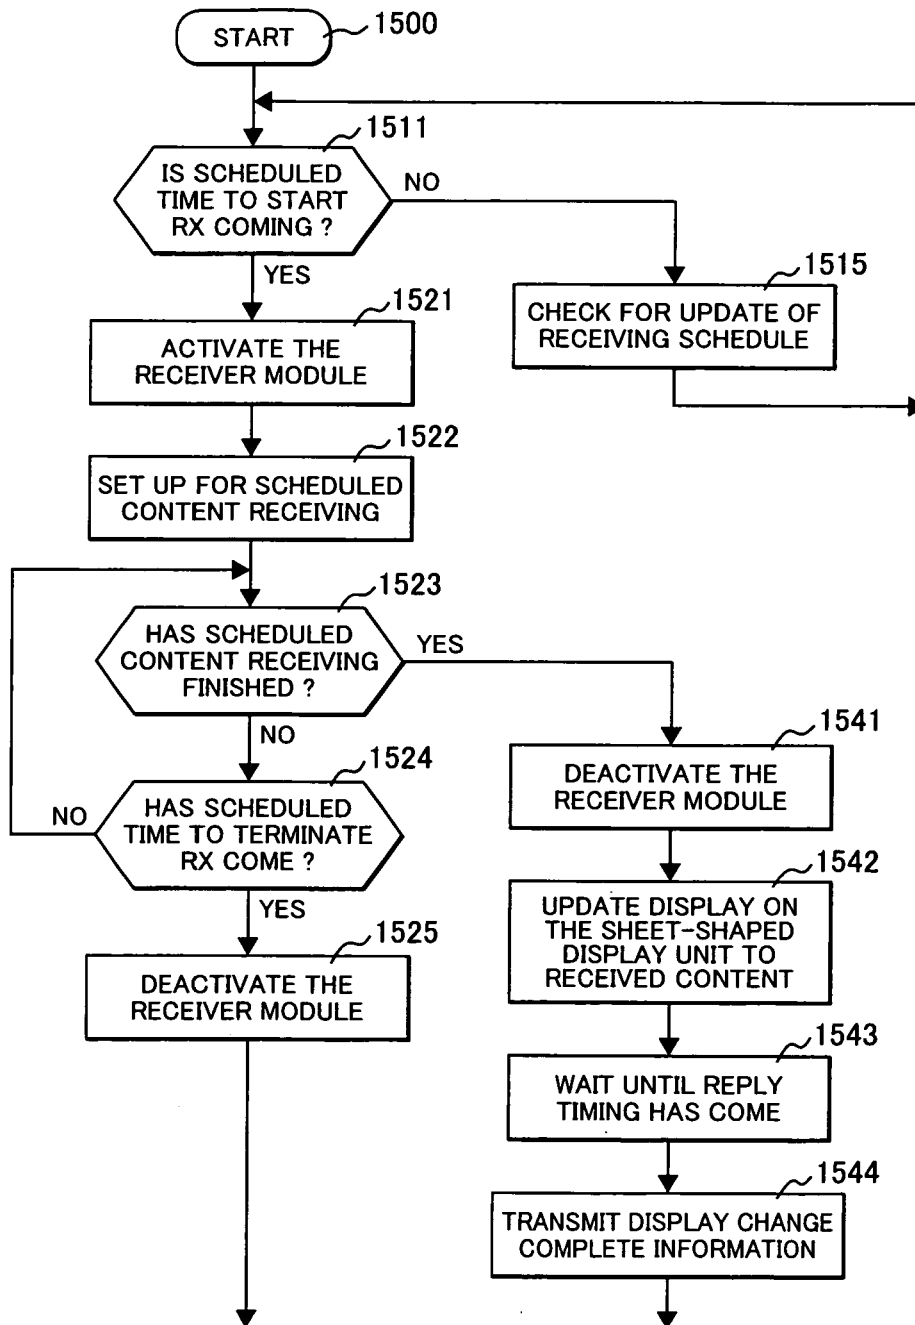 START
1500
1511
IS SCHEDULED
TIME TO START
RX COMING ?
NO
YES
1515
CHECK FOR UPDATE OF
RECEIVING SCHEDULE
1521
ACTIVATE THE
RECEIVER MODULE
1522
SET UP FOR SCHEDULED
CONTENT RECEIVING
1523
HAS SCHEDULED
CONTENT RECEIVING
FINISHED ?
YES
NO
1524
HAS SCHEDULED
TIME TO TERMINATE
RX COME ?
NO
YES
1525
DEACTIVATE THE
RECEIVER MODULE
1541
DEACTIVATE THE
RECEIVER MODULE
1542
UPDATE DISPLAY ON
THE SHEET-SHAPED
DISPLAY UNIT TO
RECEIVED CONTENT
1543
WAIT UNTIL REPLY
TIMING HAS COME
1544
TRANSMIT DISPLAY CHANGE
COMPLETE INFORMATION